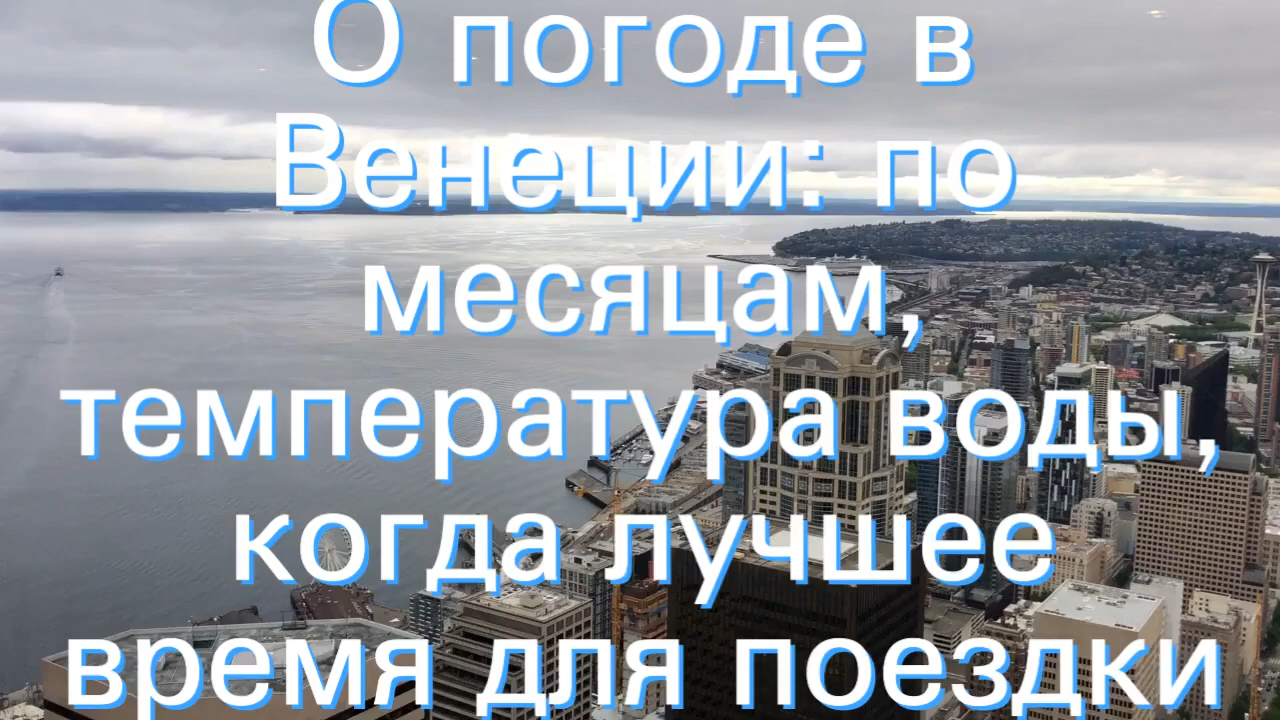 О погоде в
Венеции: по
месяцам,
температура воды,
когда лучшее
время для поездки